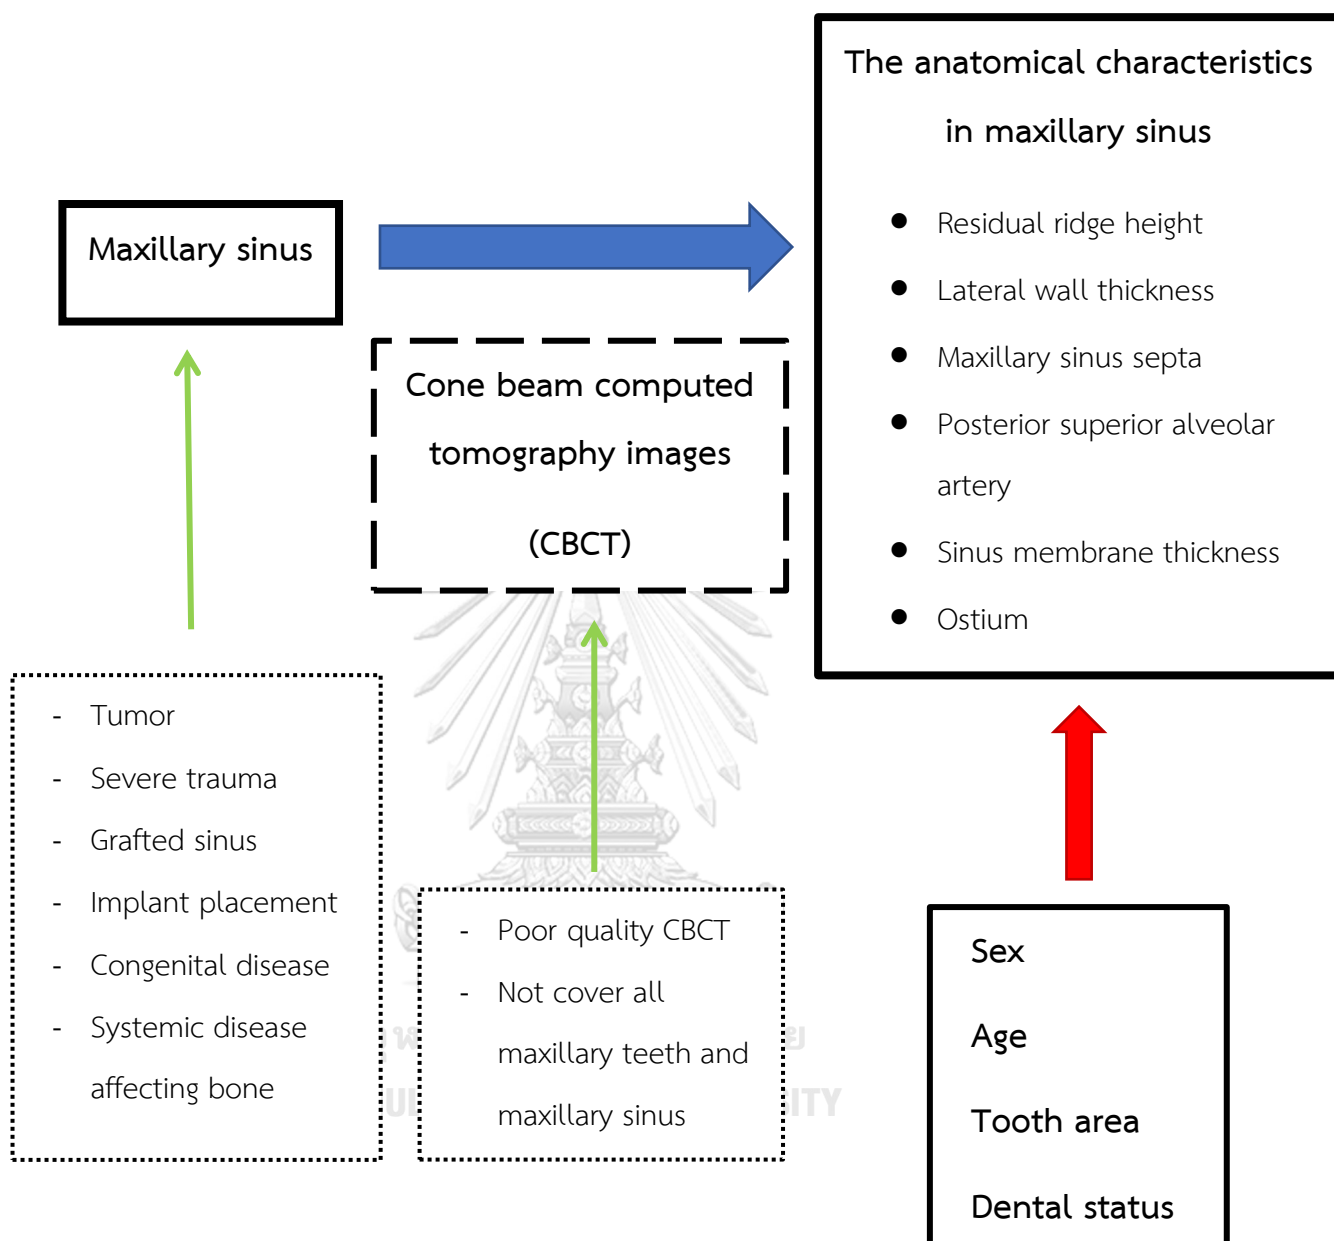 The anatomical characteristics
in maxillary sinus
● Residual ridge height
● Lateral wall thickness
● Maxillary sinus septa
● Posterior superior alveolar
artery
● Sinus membrane thickness
● Ostium
Maxillary sinus
Cone beam computed
tomography images
(CBCT)
- Tumor
- Severe trauma
- Grafted sinus
- Implant placement
- Congenital disease
- Systemic disease
affecting bone
- Poor quality CBCT
- Not cover all
maxillary teeth and
maxillary sinus
Sex
Age
Tooth area
Dental status